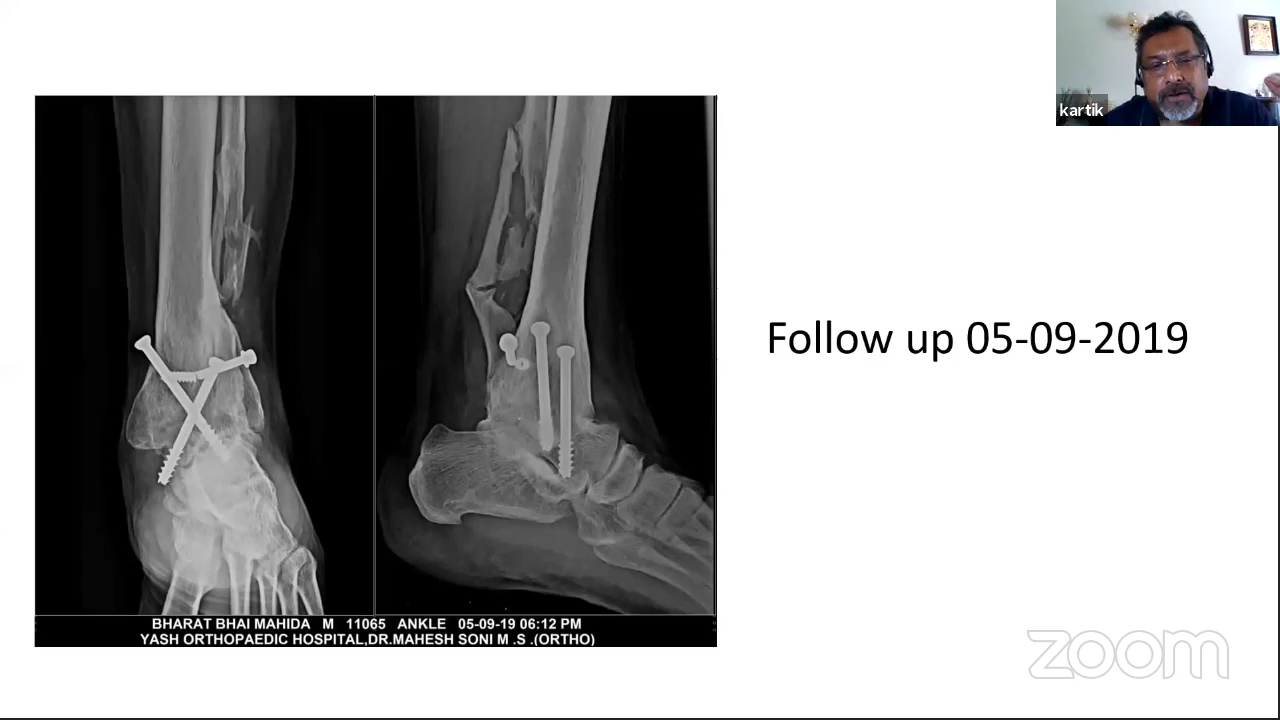 kartik
Follow up 05-09-2019
BHARAT BHAI MAHIDA M 11065 ANKLE 05-09-19 06:12 PM
YASH ORTHOPAEDIC HOSPITAL,DR.MAHESH SONI M .S .(ORTHO)
zoom